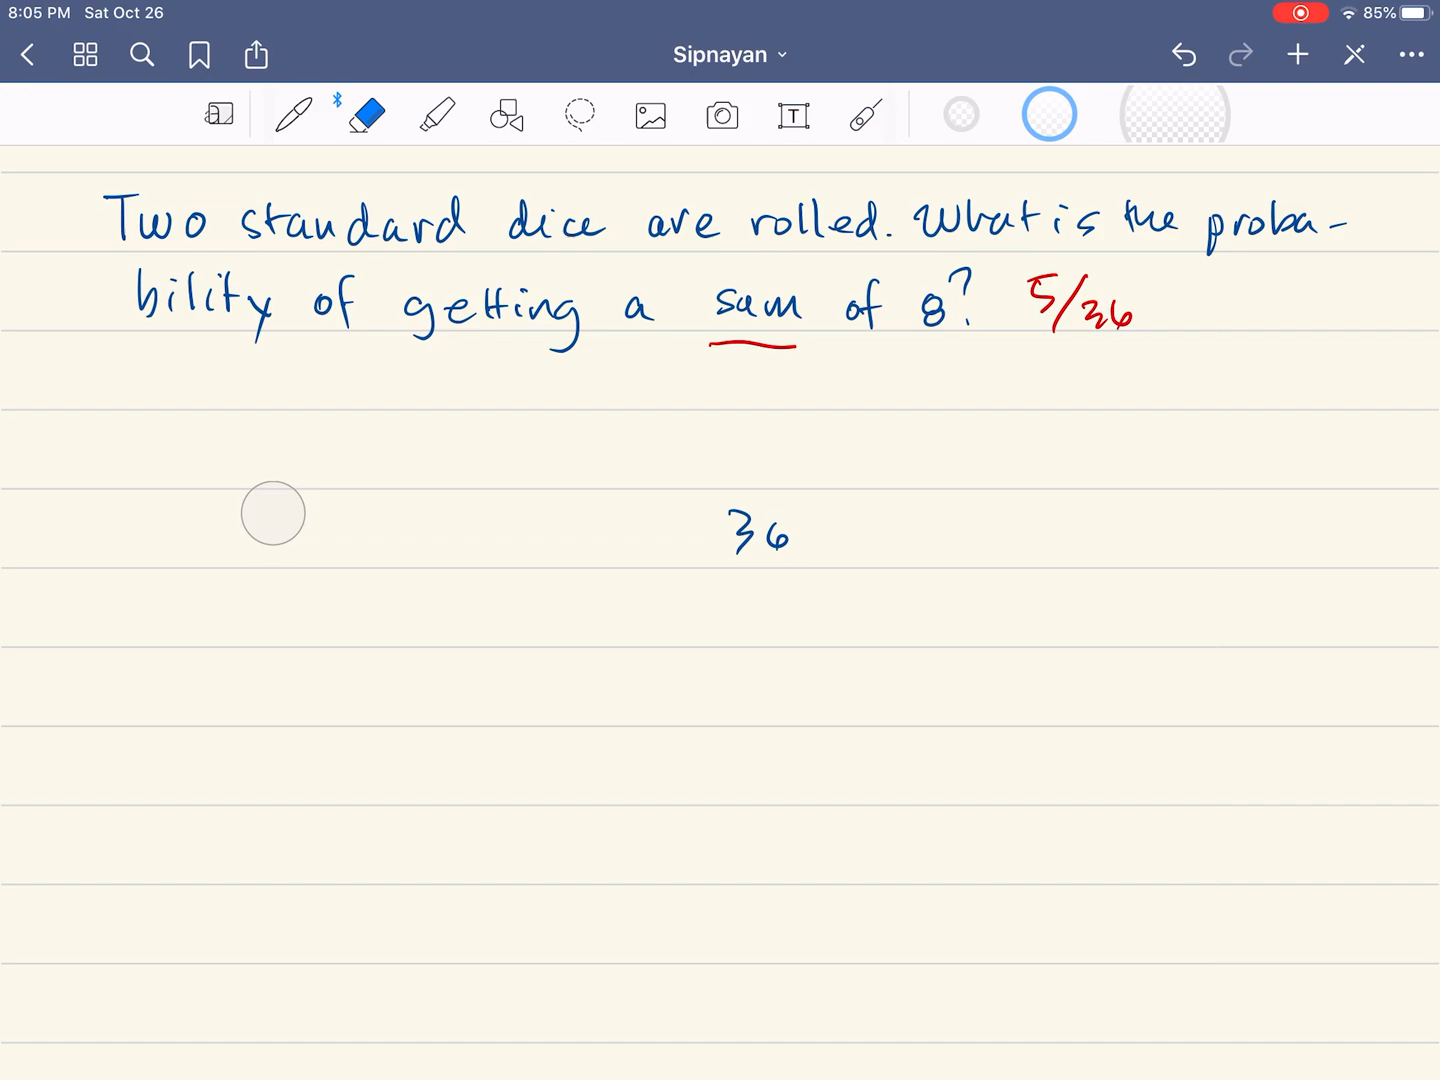 8:05 PM Sat Oct 26 85%
Sipnayan
T
Two standard dice are rolled. What is the proba-
bility of getting a sum of 8? 5/36
36